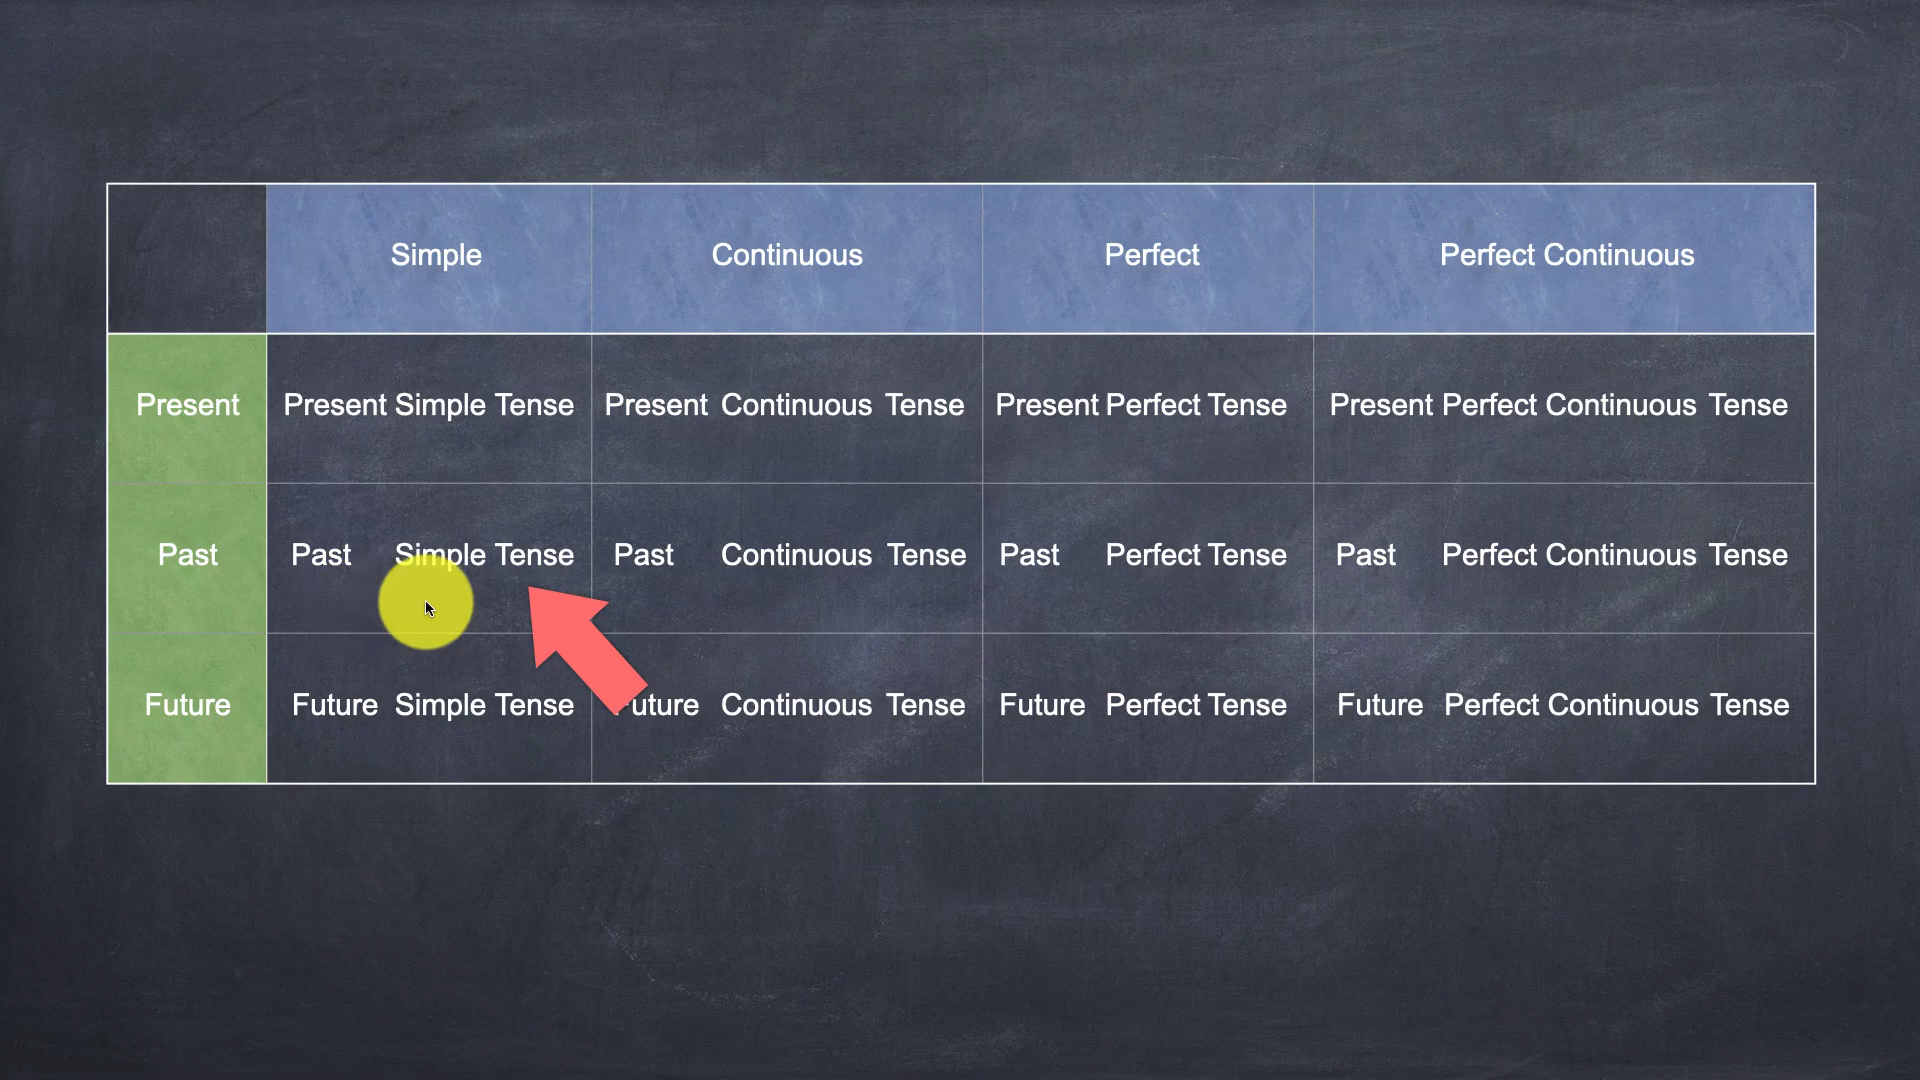 Simple Continuous Perfect Perfect Continuous
Present Present Simple Tense Present Continuous Tense Present Perfect Tense Present Perfect Continuous Tense
Past Past Simple Tense Past Continuous Tense Past Perfect Tense Past Perfect Continuous Tense
Future Future Simple Tense Future Continuous Tense Future Perfect Tense Future Perfect Continuous Tense